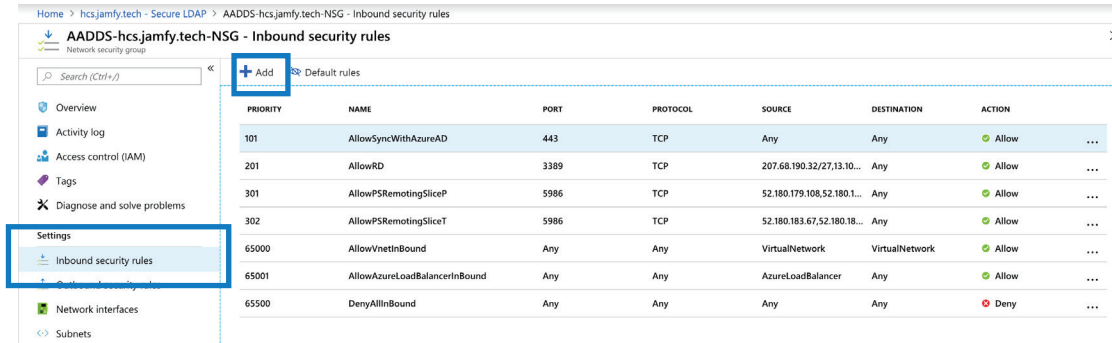 Home > hcs.jamfy.tech - Secure LDAP > AADDS-hcs.jamfy.tech-NSG - Inbound security rules
AADDS-hcs.jamfy.tech-NSG - Inbound security rules
Network security group
Search (Ctrl+/) « + Add Default rules
Overview
Activity log
Access control (IAM)
Tags
Diagnose and solve problems
Settings
Inbound security rules
Outbound security rules
Network interfaces
Subnets
PRIORITY NAME PORT PROTOCOL SOURCE DESTINATION ACTION
101 AllowSyncWithAzureAD 443 TCP Any Any Allow ...
201 AllowRD 3389 TCP 207.68.190.32/27,13.10... Any Allow ...
301 AllowPSRemotingSliceP 5986 TCP 52.180.179.108,52.180.1... Any Allow ...
302 AllowPSRemotingSliceT 5986 TCP 52.180.183.67,52.180.18... Any Allow ...
65000 AllowVnetInBound Any Any VirtualNetwork VirtualNetwork Allow ...
65001 AllowAzureLoadBalancerInBound Any Any AzureLoadBalancer Any Allow ...
65500 DenyAllInBound Any Any Any Any Deny ...